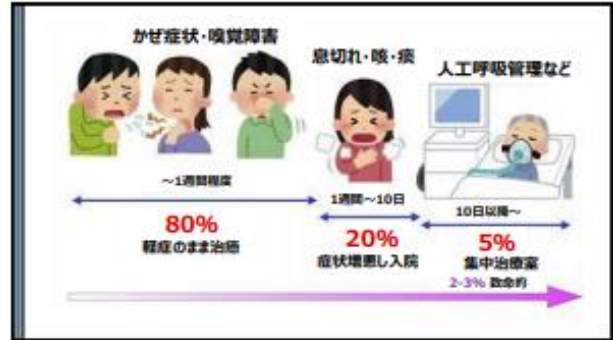 かぜ症状・嗅覚障害
息切れ・咳・痰
人工呼吸管理など
～1週間程度
1週間～10日
10日以降～
80%
軽症のまま治癒
20%
症状増悪し入院
5%
集中治療室
2-3% 致命的